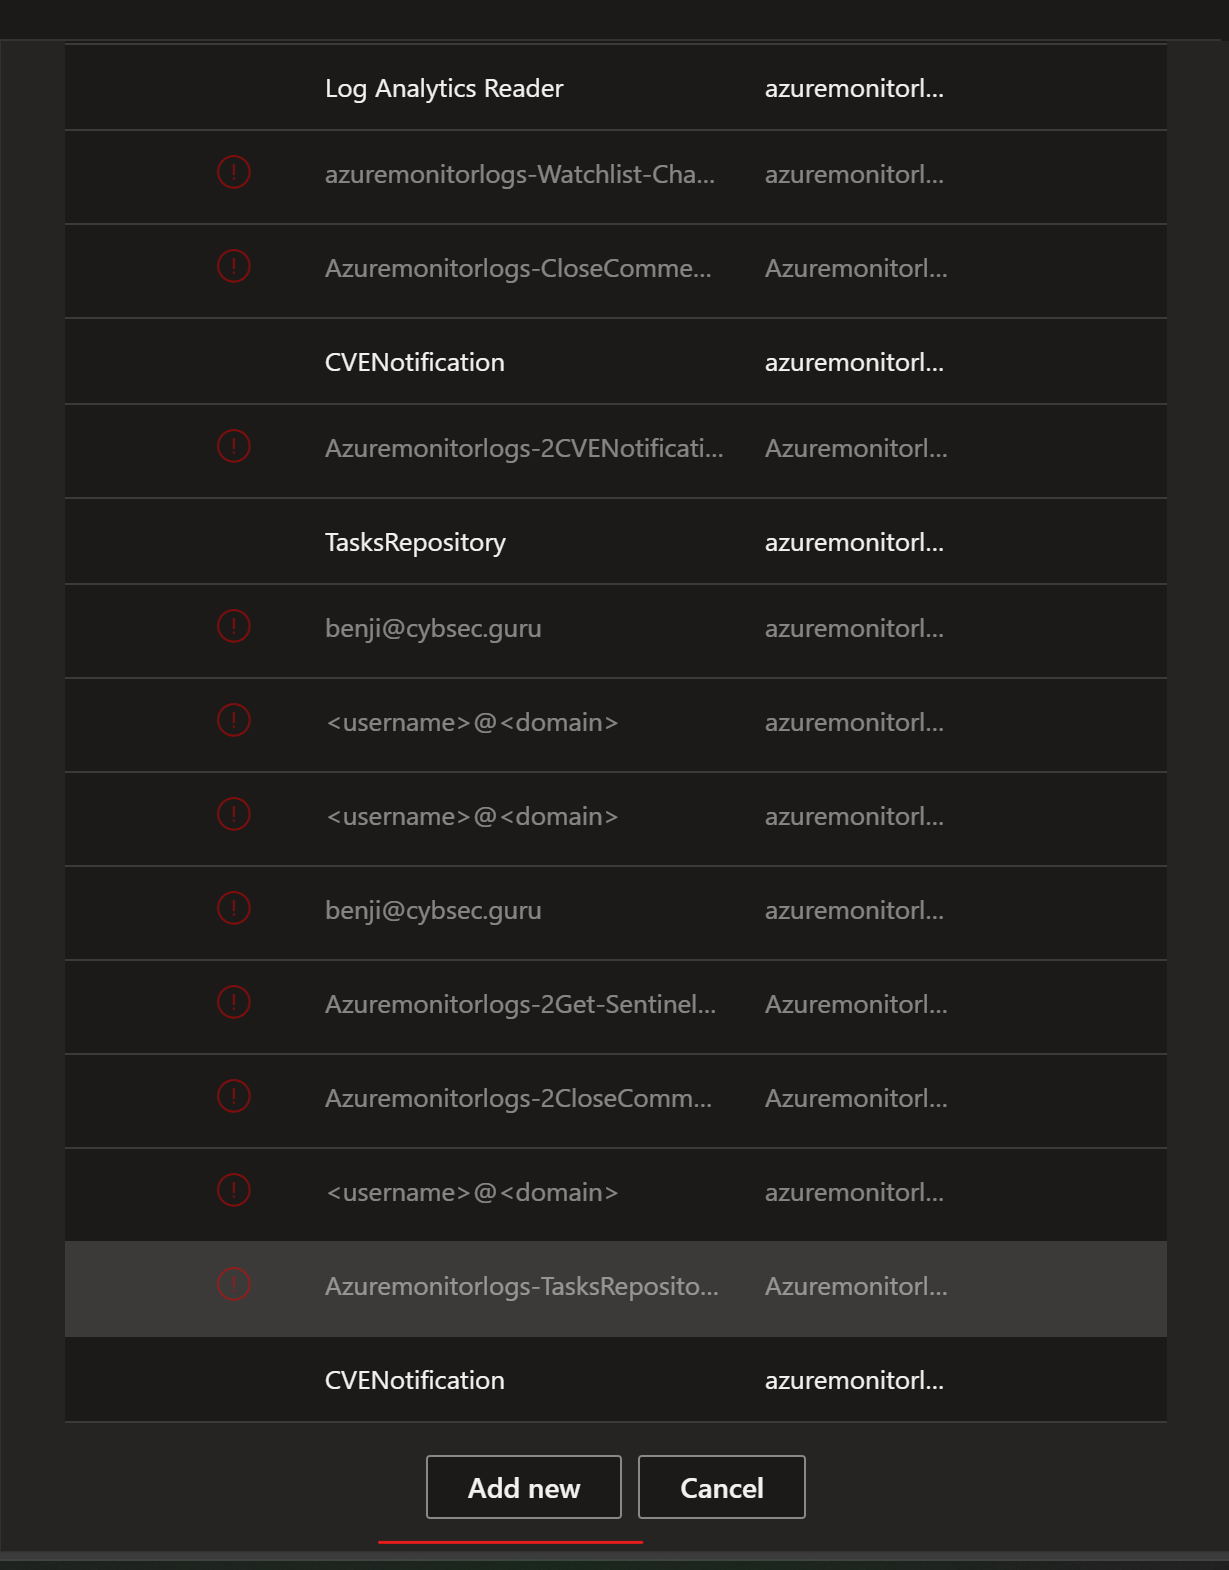 Log Analytics Reader azuremonitorl...
azuremonitorlogs-Watchlist-Cha... azuremonitorl...
Azuremonitorlogs-CloseComme... Azuremonitorl...
CVENotification azuremonitorl...
Azuremonitorlogs-2CVENotificati... Azuremonitorl...
TasksRepository azuremonitorl...
benji@cybsec.guru azuremonitorl...
<username>@<domain> azuremonitorl...
<username>@<domain> azuremonitorl...
benji@cybsec.guru azuremonitorl...
Azuremonitorlogs-2Get-Sentinel... Azuremonitorl...
Azuremonitorlogs-2CloseComm... Azuremonitorl...
<username>@<domain> azuremonitorl...
Azuremonitorlogs-TasksReposito... Azuremonitorl...
CVENotification azuremonitorl...
Add new Cancel